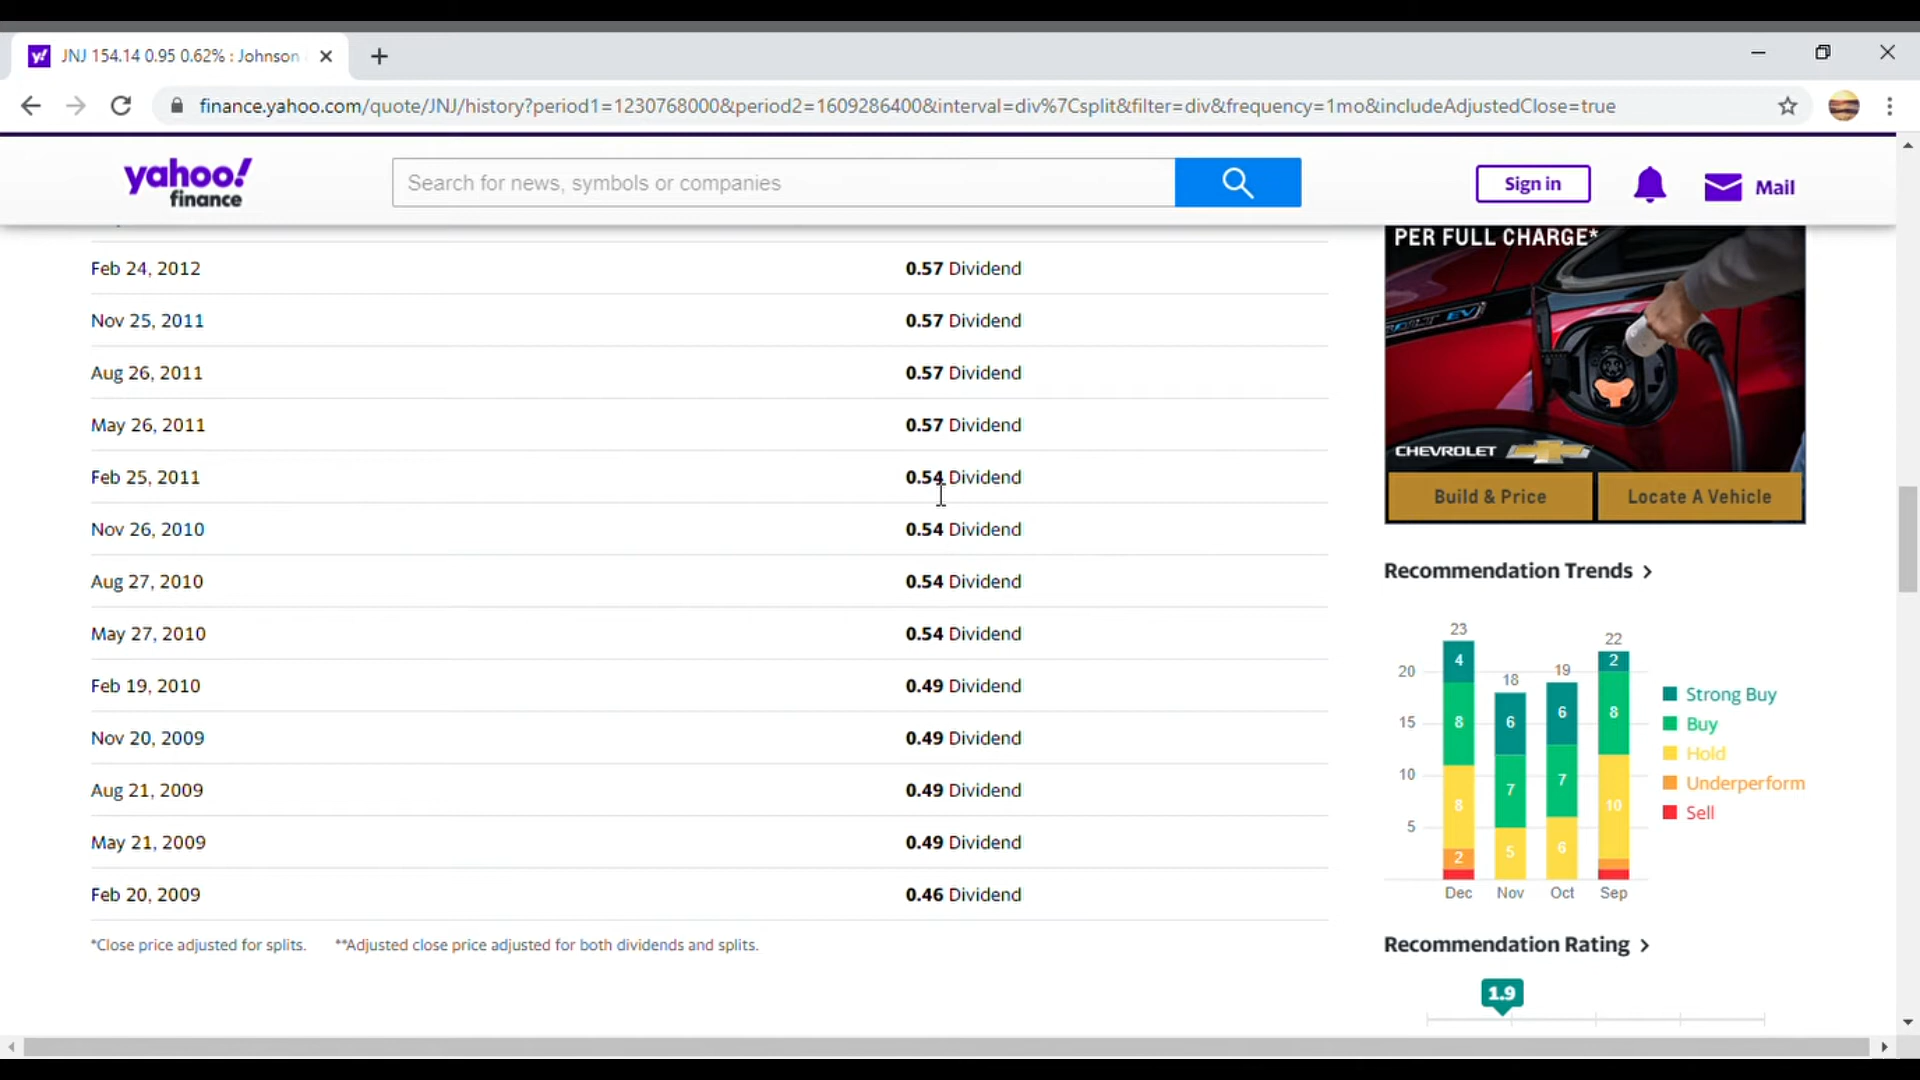 JNJ 154.14 0.95 0.62% : Johnson
finance.yahoo.com/quote/JNJ/history?period1=1230768000&period2=1609286400&interval=div%7Csplit&filter=div&frequency=1mo&includeAdjustedClose=true
yahoo!
finance
Search for news, symbols or companies
Sign in
Mail
Feb 24, 2012 0.57 Dividend
Nov 25, 2011 0.57 Dividend
Aug 26, 2011 0.57 Dividend
May 26, 2011 0.57 Dividend
Feb 25, 2011 0.54 Dividend
Nov 26, 2010 0.54 Dividend
Aug 27, 2010 0.54 Dividend
May 27, 2010 0.54 Dividend
Feb 19, 2010 0.49 Dividend
Nov 20, 2009 0.49 Dividend
Aug 21, 2009 0.49 Dividend
May 21, 2009 0.49 Dividend
Feb 20, 2009 0.46 Dividend
*Close price adjusted for splits. **Adjusted close price adjusted for both dividends and splits.
PER FULL CHARGE*
EV
CHEVROLET
Build & Price
Locate A Vehicle
Recommendation Trends
20
15
10
5
23
4
8
8
2
18
6
7
5
19
6
7
6
22
2
8
10
Dec Nov Oct Sep
Strong Buy
Buy
Hold
Underperform
Sell
Recommendation Rating
1.9